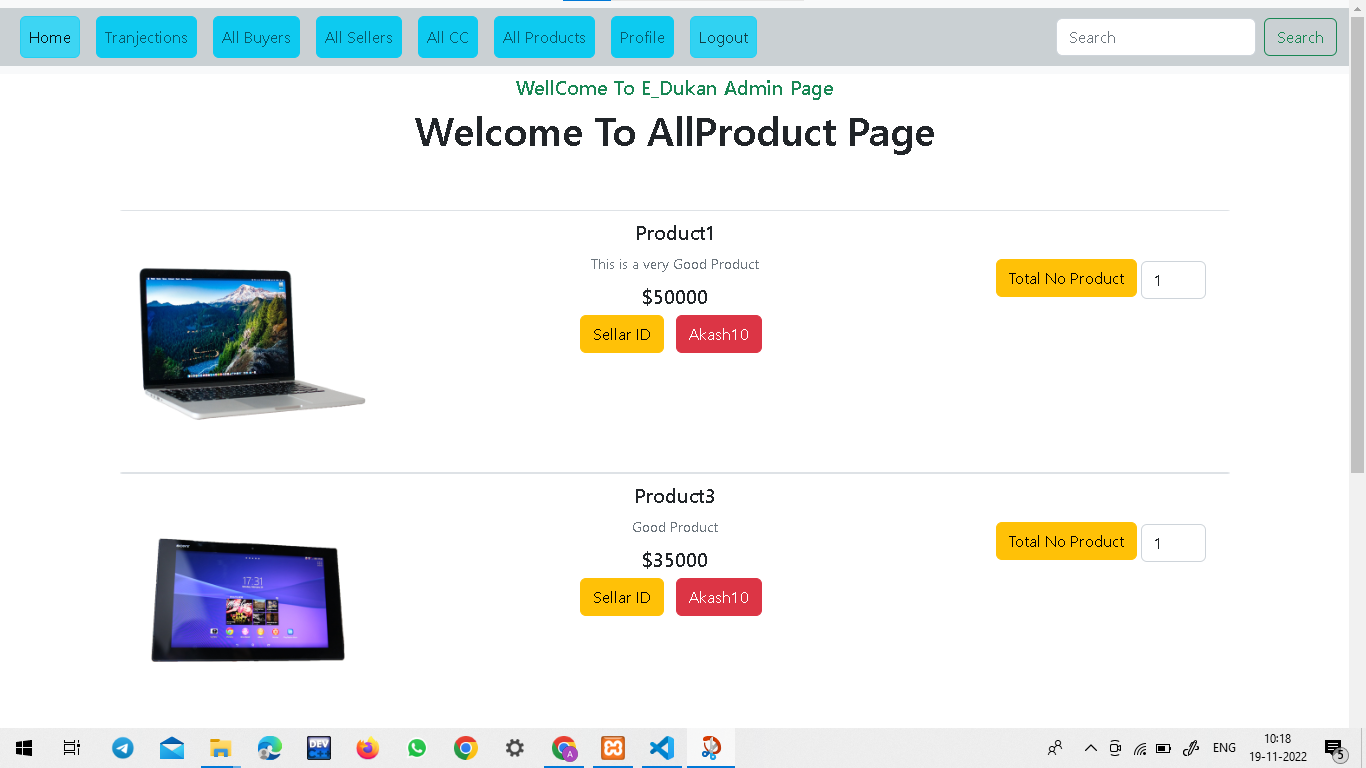 Home Tranjections All Buyers All Sellers All CC All Products Profile Logout Search Search
WellCome To E_Dukan Admin Page
Welcome To AllProduct Page
Product1
This is a very Good Product
$50000
Sellar ID Akash10
Total No Product 1
Product3
Good Product
$35000
Sellar ID Akash10
Total No Product 1
SONY
17:31
DEV
ENG
10:18
19-11-2022
A
5